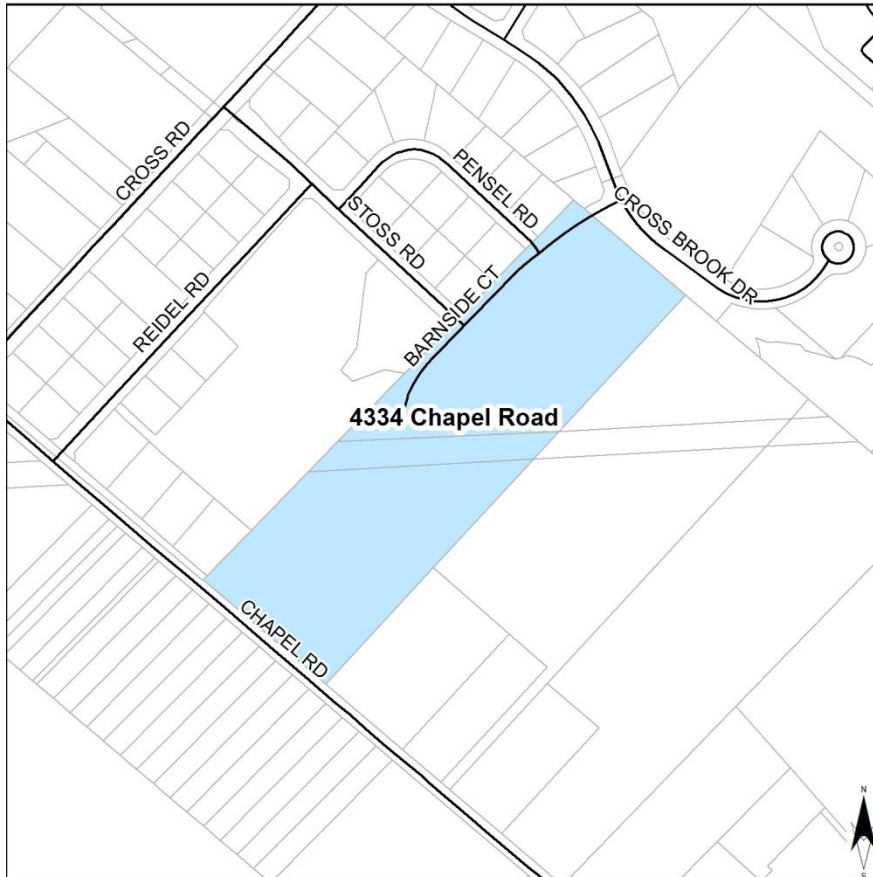 CROSS RD
PENSEL RD
STOSS RD
CROSS BROOK DR
REIDEL RD
BARNSIDE CT
4334 Chapel Road
CHAPEL RD
N
S